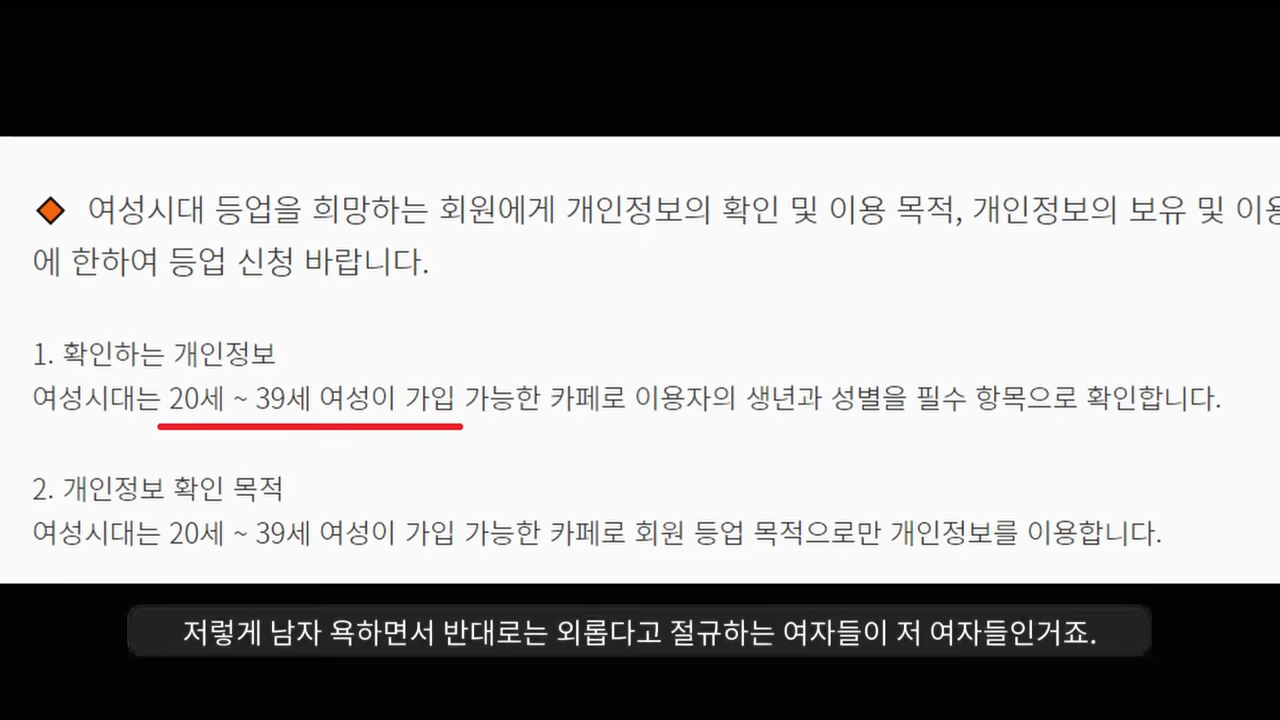 여성시대 등업을 희망하는 회원에게 개인정보의 확인 및 이용 목적, 개인정보의 보유 및 이용
에 한하여 등업 신청 바랍니다.
1. 확인하는 개인정보
여성시대는 20세 ~ 39세 여성이 가입 가능한 카페로 이용자의 생년과 성별을 필수 항목으로 확인합니다.
2. 개인정보 확인 목적
여성시대는 20세 ~ 39세 여성이 가입 가능한 카페로 회원 등업 목적으로만 개인정보를 이용합니다.
저렇게 남자 욕하면서 반대로는 외롭다고 절규하는 여자들이 저 여자들인거죠.